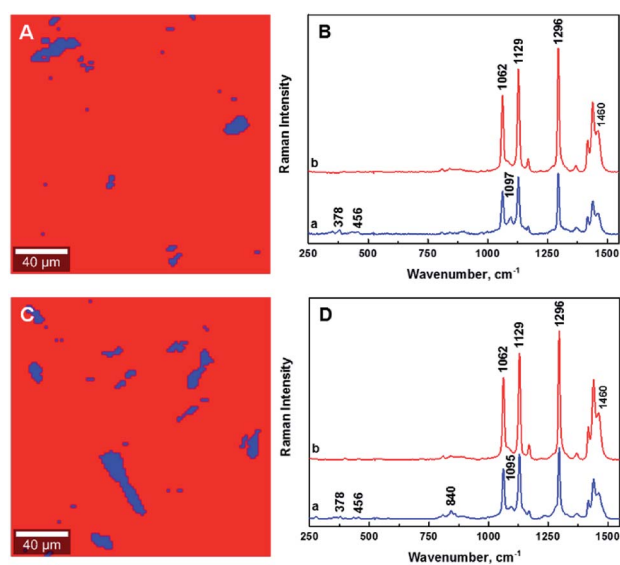 A
40 µm
B
Raman Intensity
1062
1129
1296
1460
b
1097
378
456
a
250 500 750 1000 1250 1500
Wavenumber, cm-1
C
40 µm
D
Raman Intensity
1062
1129
1296
1460
b
1095
840
378
456
a
250 500 750 1000 1250 1500
Wavenumber, cm-1